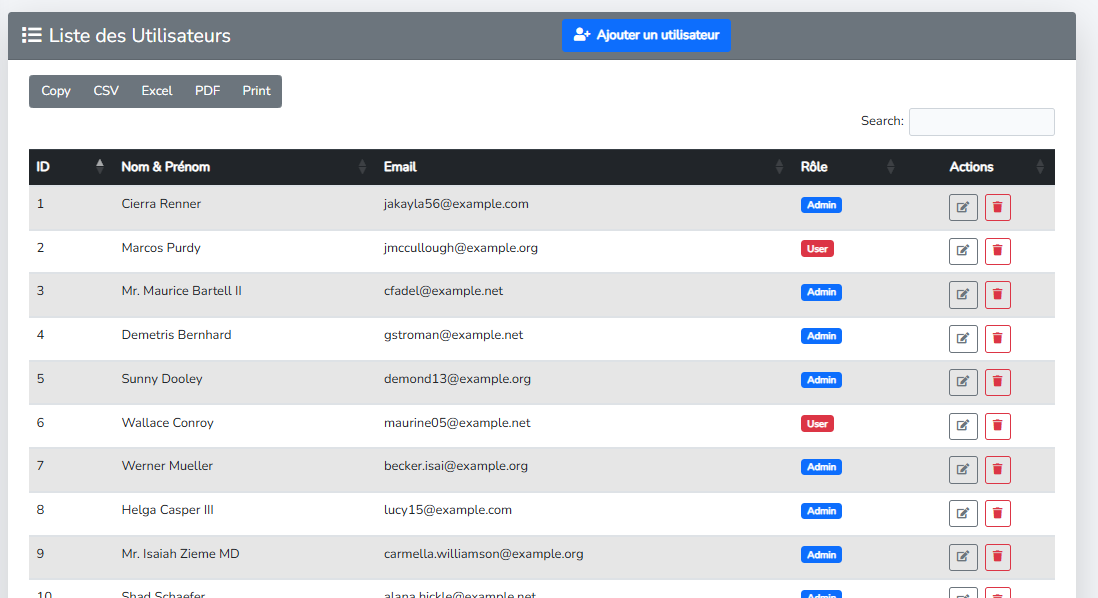 Liste des Utilisateurs Ajouter un utilisateur
Copy CSV Excel PDF Print
Search:
ID Nom & Prénom Email Rôle Actions
1 Cierra Renner jakayla56@example.com Admin
2 Marcos Purdy jmccullough@example.org User
3 Mr. Maurice Bartell II cfadel@example.net Admin
4 Demetris Bernhard gstroman@example.net Admin
5 Sunny Dooley demond13@example.org Admin
6 Wallace Conroy maurine05@example.net User
7 Werner Mueller becker.isai@example.org Admin
8 Helga Casper III lucy15@example.com Admin
9 Mr. Isaiah Zieme MD carmella.williamson@example.org Admin
10 Shad Schaefer alana.hickle@example.net Admin